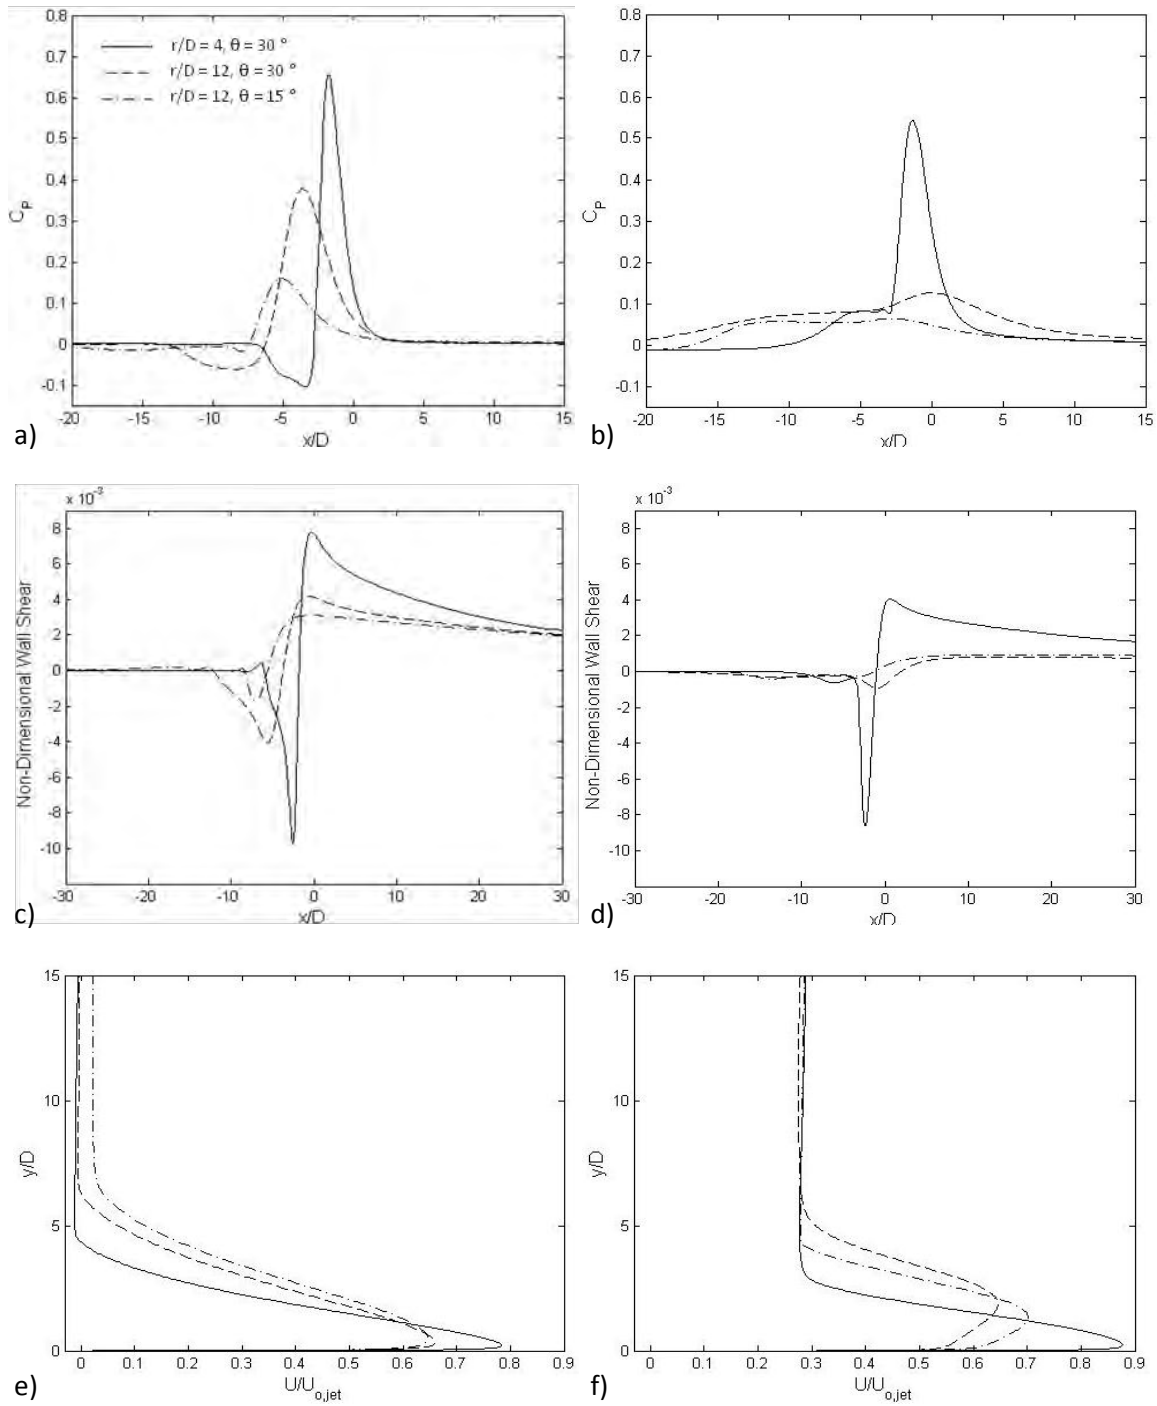 0.8
0.7
0.6
0.5
0.4
0.3
0.2
0.1
0
-0.1
C_P
r/D = 4, θ = 30 °
r/D = 12, θ = 30 °
r/D = 12, θ = 15 °
-20 -15 -10 -5 0 5 10 15
x/D
a)
0.8
0.7
0.6
0.5
0.4
0.3
0.2
0.1
0
-0.1
C_P
-20 -15 -10 -5 0 5 10 15
x/D
b)
x 10^-3
8
6
4
2
0
-2
-4
-6
-8
-10
Non-Dimensional Wall Shear
-30 -20 -10 0 10 20 30
x/D
c)
x 10^-3
8
6
4
2
0
-2
-4
-6
-8
-10
Non-Dimensional Wall Shear
-30 -20 -10 0 10 20 30
x/D
d)
15
10
5
0
y/D
0 0.1 0.2 0.3 0.4 0.5 0.6 0.7 0.8 0.9
U/U_o,jet
e)
15
10
5
0
y/D
0 0.1 0.2 0.3 0.4 0.5 0.6 0.7 0.8 0.9
U/U_o,jet
f)